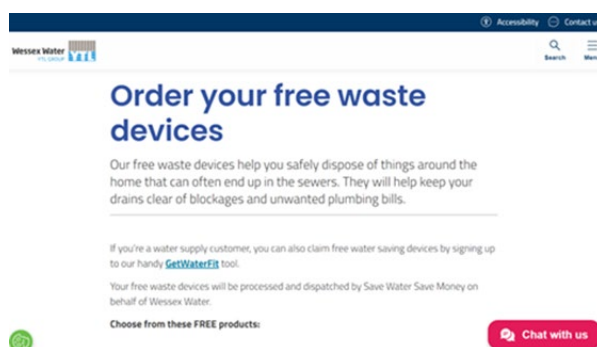 Accessibility
Contact u
Wessex Water
YTL GROUP
YTL
Search
Men
Order your free waste
devices
Our free waste devices help you safely dispose of things around the
home that can often end up in the sewers. They will help keep your
drains clear of blockages and unwanted plumbing bills.
If you're a water supply customer, you can also claim free water saving devices by signing up
to our handy GetWaterFit tool.
Your free waste devices will be processed and dispatched by Save Water Save Money on
behalf of Wessex Water.
Choose from these FREE products:
Chat with us